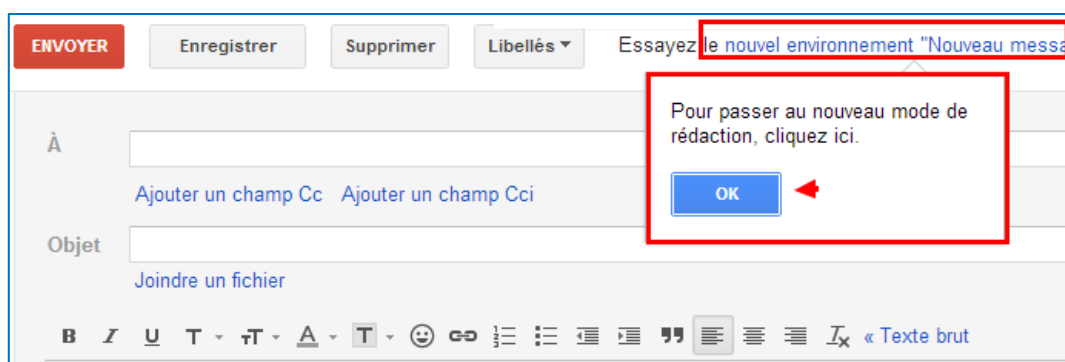 ENVOYER Enregistrer Supprimer Libellés Essayez le nouvel environnement "Nouveau messa
Pour passer au nouveau mode de
rédaction, cliquez ici.
OK
À
Ajouter un champ Cc Ajouter un champ Cci
Objet
Joindre un fichier
B I U T T A T Tx « Texte brut